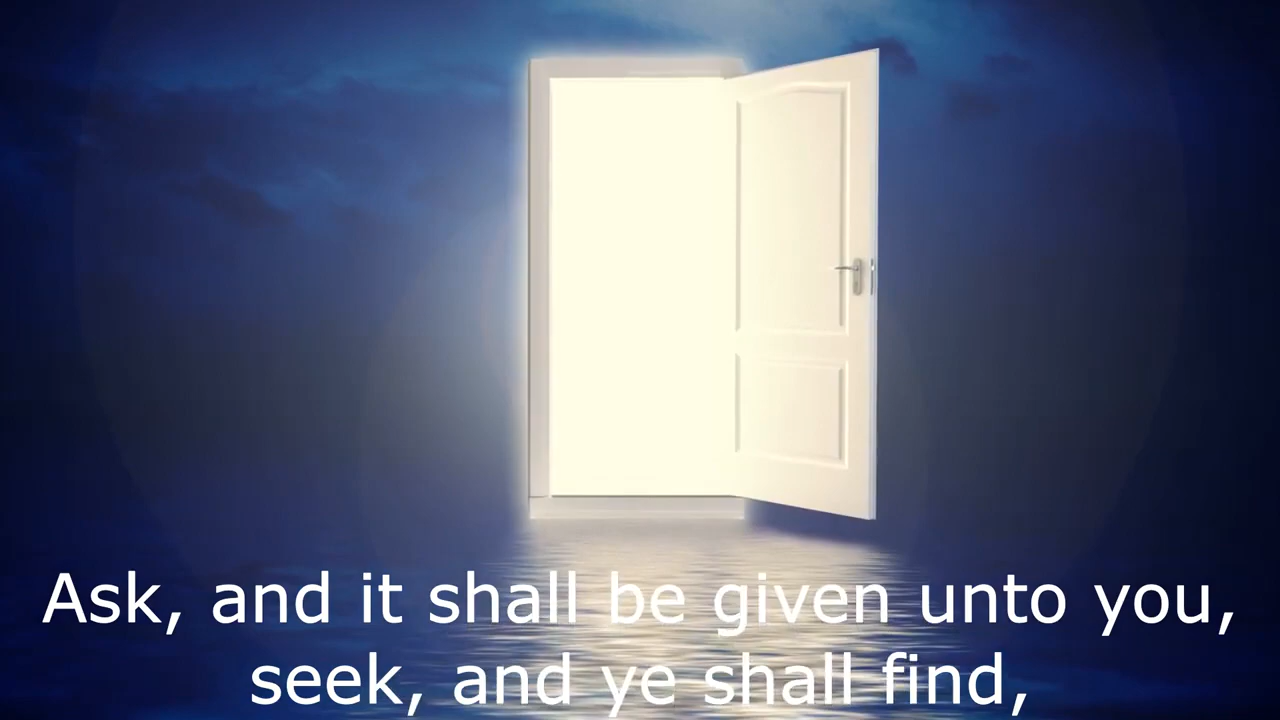 Ask, and it shall be given unto you,
seek, and ye shall find,